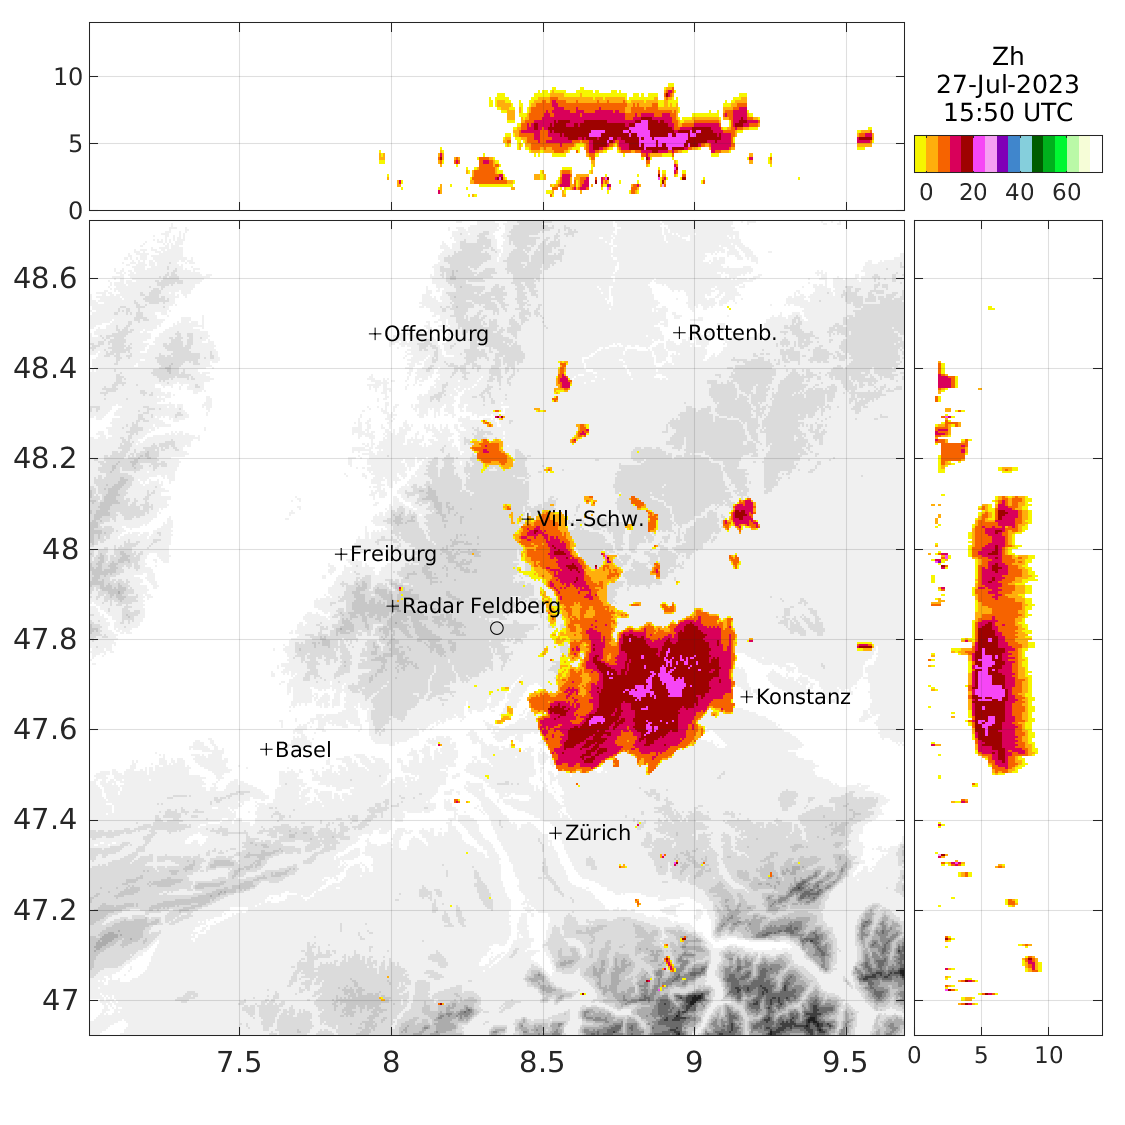 Zh
27-Jul-2023
15:50 UTC
0 20 40 60
10
5
0
48.6
48.4
48.2
48
47.8
47.6
47.4
47.2
47
Offenburg
Rottenb.
Vill.-Schw.
Freiburg
Radar Feldberg
Konstanz
Basel
Zürich
7.5 8 8.5 9 9.5
0 5 10